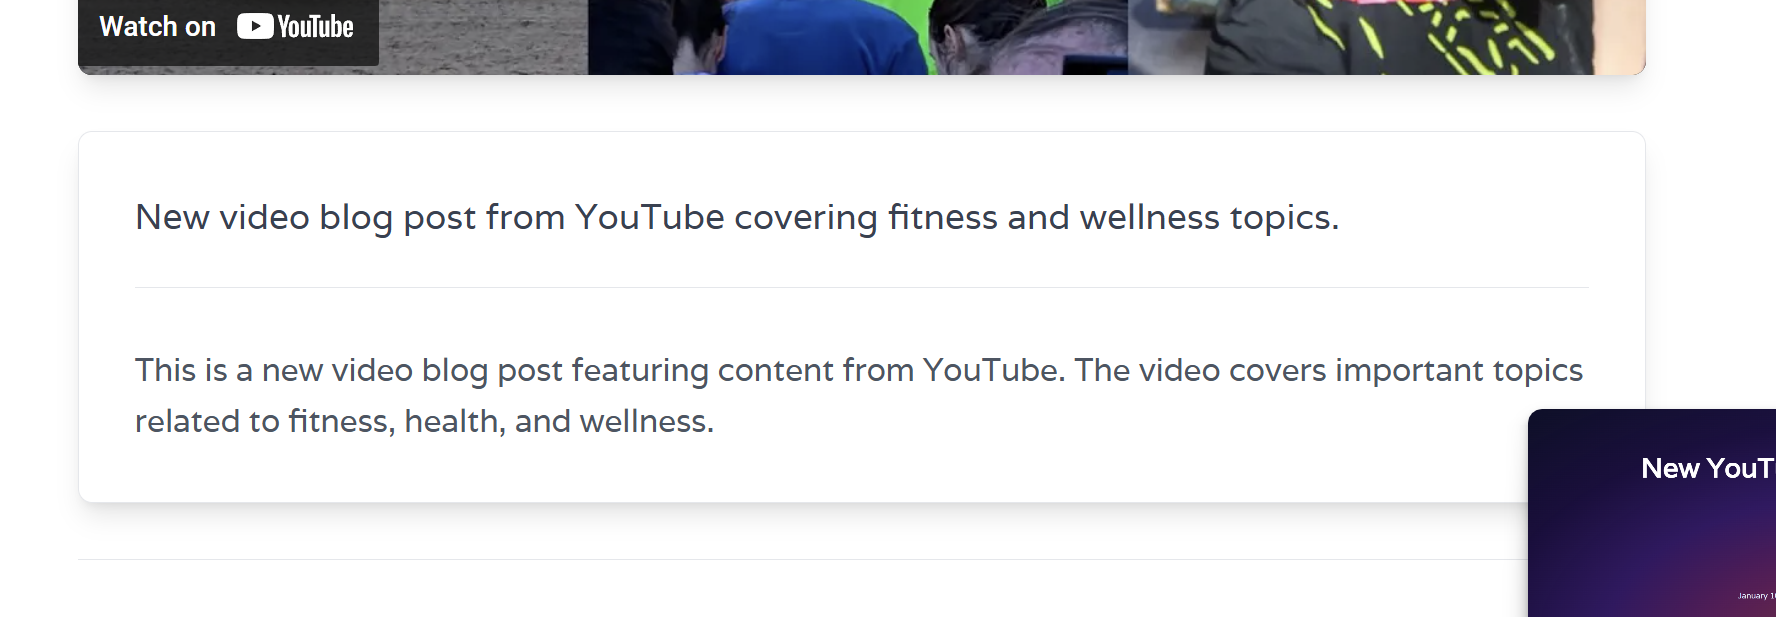 Watch on YouTube
New video blog post from YouTube covering fitness and wellness topics.
This is a new video blog post featuring content from YouTube. The video covers important topics
related to fitness, health, and wellness.
New YouT
January 1